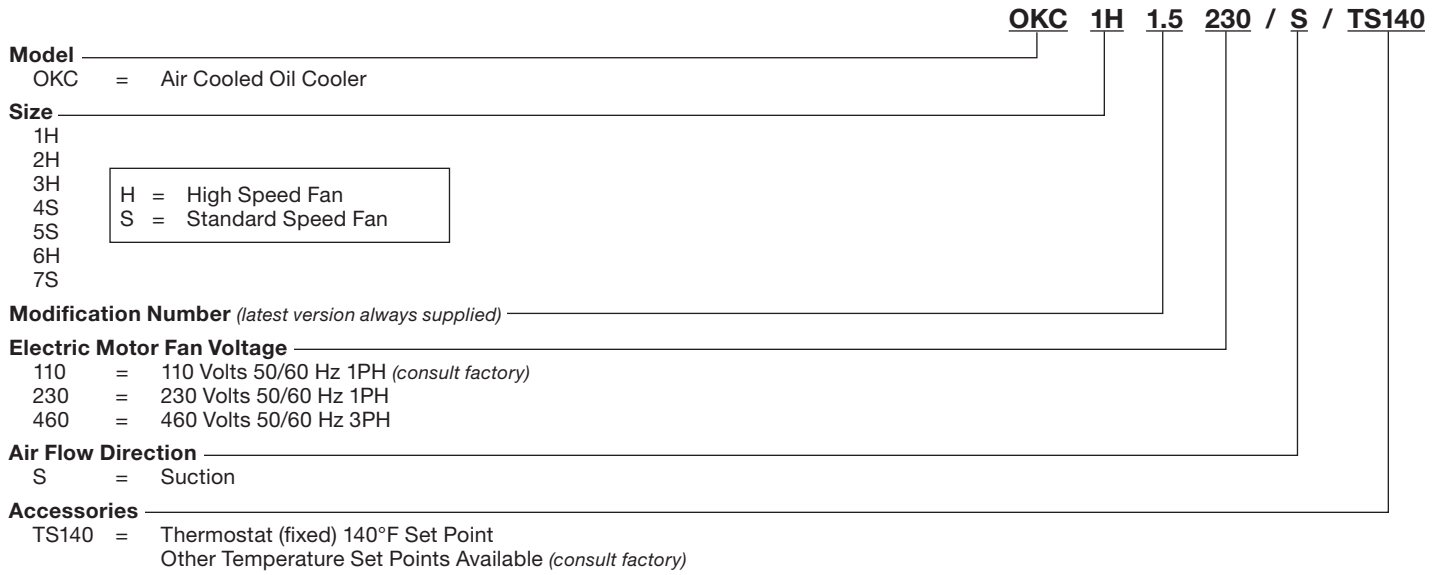 OKC 1H 1.5 230 / S / TS140
Model
OKC = Air Cooled Oil Cooler
Size
1H
2H
3H
4S
5S
6H
7S
H = High Speed Fan
S = Standard Speed Fan
Modification Number (latest version always supplied)
Electric Motor Fan Voltage
110 = 110 Volts 50/60 Hz 1PH (consult factory)
230 = 230 Volts 50/60 Hz 1PH
460 = 460 Volts 50/60 Hz 3PH
Air Flow Direction
S = Suction
Accessories
TS140 = Thermostat (fixed) 140°F Set Point
Other Temperature Set Points Available (consult factory)